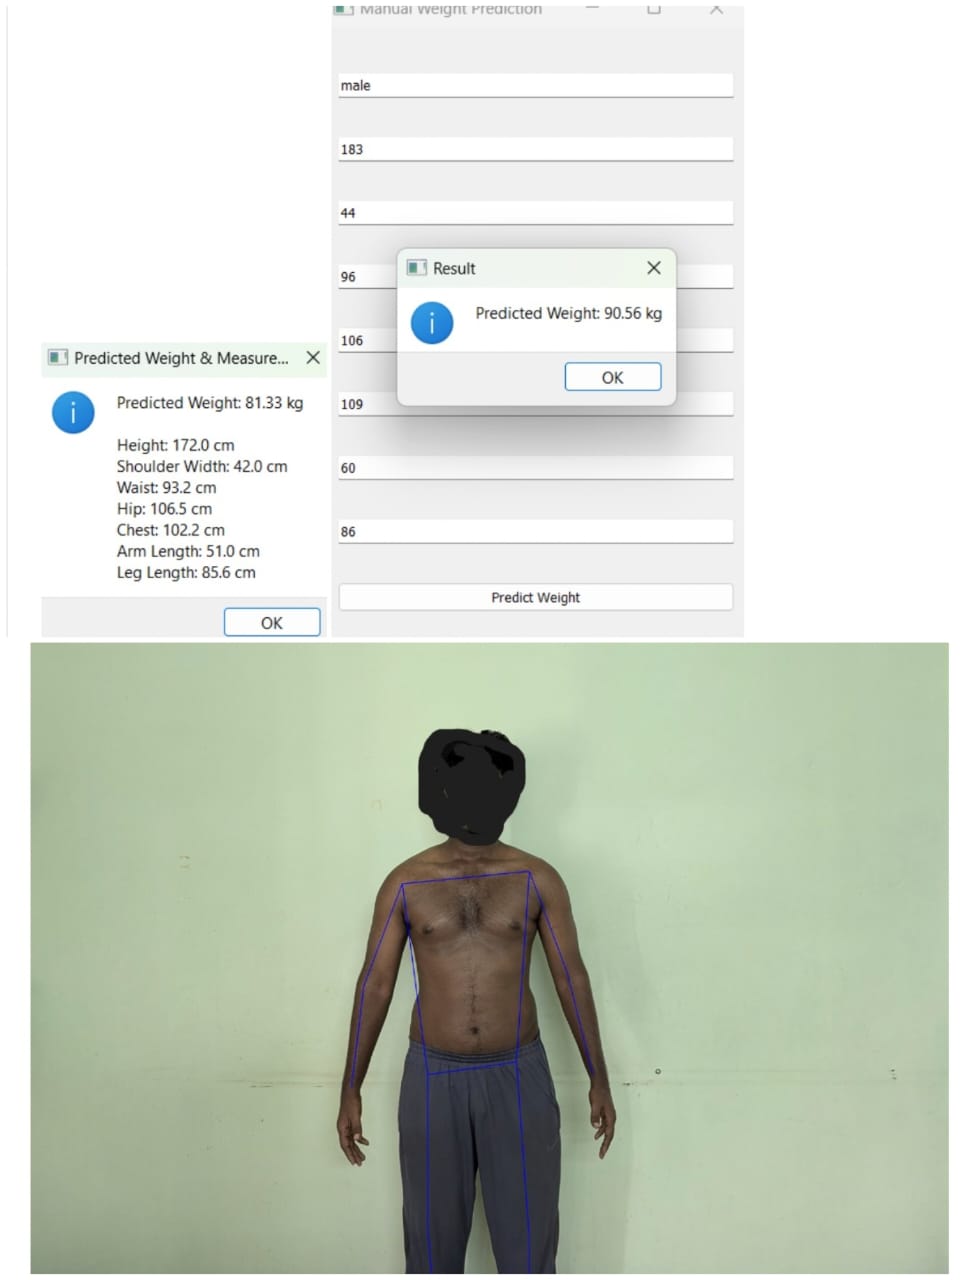 Manual Weight Prediction
male
183
44
96
106
109
60
86
Predict Weight
Result
Predicted Weight: 90.56 kg
OK
Predicted Weight & Measure...
Predicted Weight: 81.33 kg
Height: 172.0 cm
Shoulder Width: 42.0 cm
Waist: 93.2 cm
Hip: 106.5 cm
Chest: 102.2 cm
Arm Length: 51.0 cm
Leg Length: 85.6 cm
OK